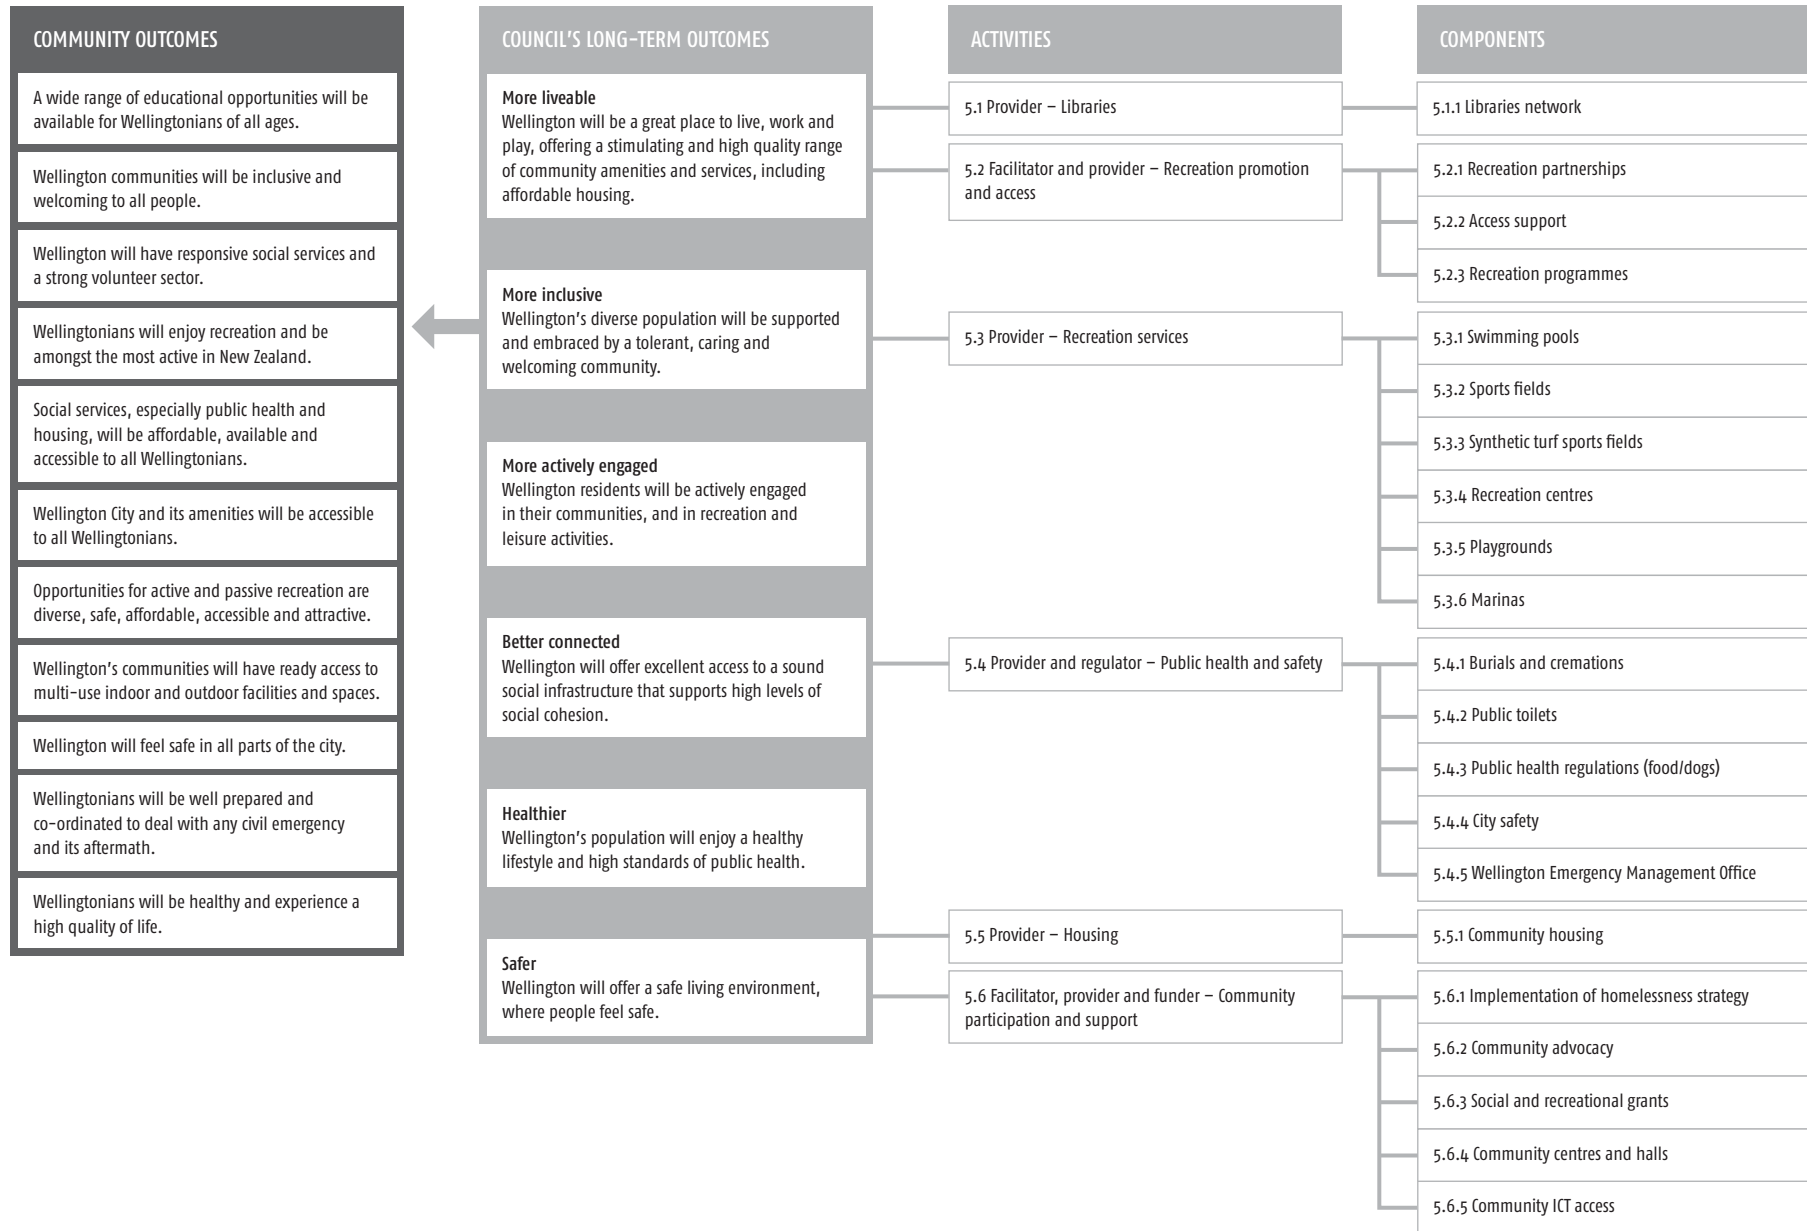 COMMUNITY OUTCOMES
A wide range of educational opportunities will be
available for Wellingtonians of all ages.
Wellington communities will be inclusive and
welcoming to all people.
Wellington will have responsive social services and
a strong volunteer sector.
Wellingtonians will enjoy recreation and be
amongst the most active in New Zealand.
Social services, especially public health and
housing, will be affordable, available and
accessible to all Wellingtonians.
Wellington City and its amenities will be accessible
to all Wellingtonians.
Opportunities for active and passive recreation are
diverse, safe, affordable, accessible and attractive.
Wellington's communities will have ready access to
multi-use indoor and outdoor facilities and spaces.
Wellington will feel safe in all parts of the city.
Wellingtonians will be well prepared and
co-ordinated to deal with any civil emergency
and its aftermath.
Wellingtonians will be healthy and experience a
high quality of life.
COUNCIL'S LONG-TERM OUTCOMES
More liveable
Wellington will be a great place to live, work and
play, offering a stimulating and high quality range
of community amenities and services, including
affordable housing.
More inclusive
Wellington's diverse population will be supported
and embraced by a tolerant, caring and
welcoming community.
More actively engaged
Wellington residents will be actively engaged
in their communities, and in recreation and
leisure activities.
Better connected
Wellington will offer excellent access to a sound
social infrastructure that supports high levels of
social cohesion.
Healthier
Wellington's population will enjoy a healthy
lifestyle and high standards of public health.
Safer
Wellington will offer a safe living environment,
where people feel safe.
ACTIVITIES
5.1 Provider – Libraries
5.2 Facilitator and provider – Recreation promotion
and access
5.3 Provider – Recreation services
5.4 Provider and regulator – Public health and safety
5.5 Provider – Housing
5.6 Facilitator, provider and funder – Community
participation and support
COMPONENTS
5.1.1 Libraries network
5.2.1 Recreation partnerships
5.2.2 Access support
5.2.3 Recreation programmes
5.3.1 Swimming pools
5.3.2 Sports fields
5.3.3 Synthetic turf sports fields
5.3.4 Recreation centres
5.3.5 Playgrounds
5.3.6 Marinas
5.4.1 Burials and cremations
5.4.2 Public toilets
5.4.3 Public health regulations (food/dogs)
5.4.4 City safety
5.4.5 Wellington Emergency Management Office
5.5.1 Community housing
5.6.1 Implementation of homelessness strategy
5.6.2 Community advocacy
5.6.3 Social and recreational grants
5.6.4 Community centres and halls
5.6.5 Community ICT access